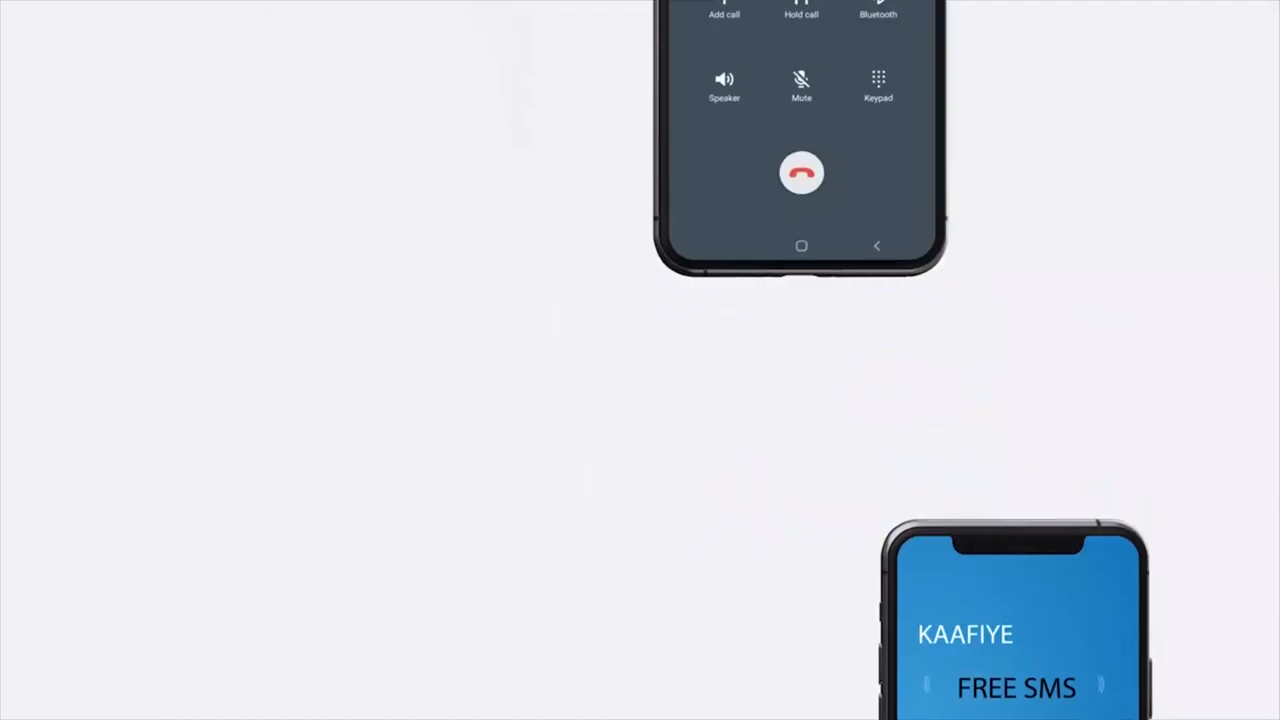 Add call Hold call Bluetooth
Speaker Mute Keypad
KAAFIYE
FREE SMS